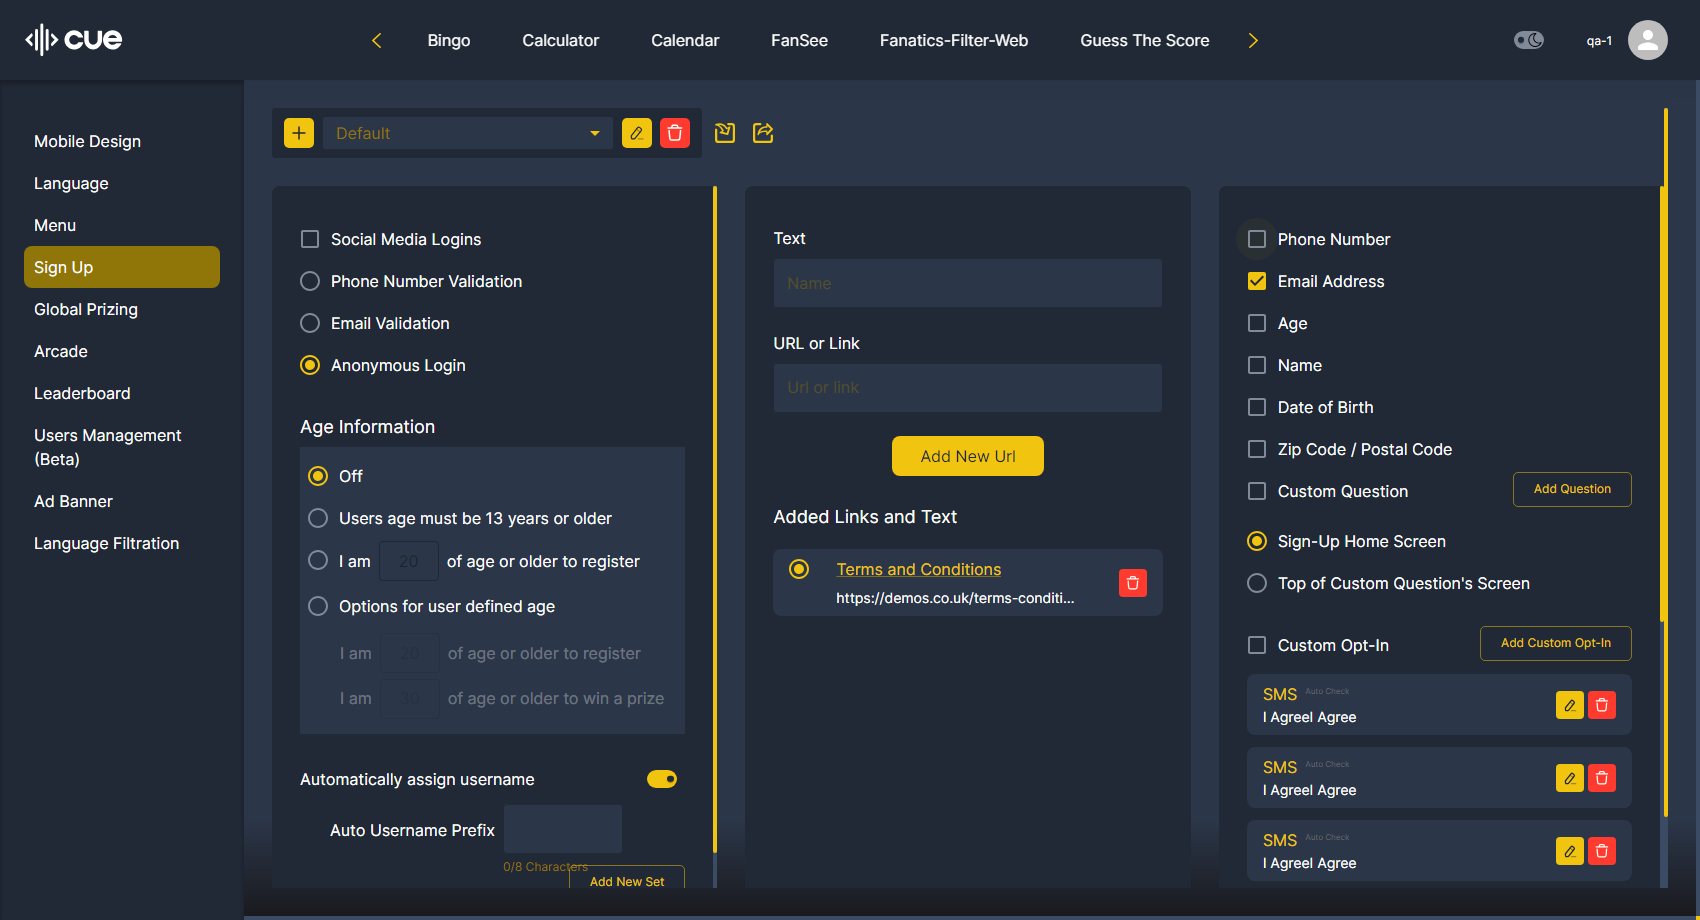 cue
Bingo
Calculator
Calendar
FanSee
Fanatics-Filter-Web
Guess The Score
qa-1
Mobile Design
Language
Menu
Sign Up
Global Prizing
Arcade
Leaderboard
Users Management
(Beta)
Ad Banner
Language Filtration
Default
Social Media Logins
Phone Number Validation
Email Validation
Anonymous Login
Age Information
Off
Users age must be 13 years or older
I am 20 of age or older to register
Options for user defined age
I am 20 of age or older to register
I am 30 of age or older to win a prize
Automatically assign username
Auto Username Prefix
0/8 Characters
Add New Set
Text
Name
URL or Link
Url or link
Add New Url
Added Links and Text
Terms and Conditions
https://demos.co.uk/terms-conditi...
Phone Number
Email Address
Age
Name
Date of Birth
Zip Code / Postal Code
Custom Question
Add Question
Sign-Up Home Screen
Top of Custom Question's Screen
Custom Opt-In
Add Custom Opt-In
SMS Auto Check
I AgreeI Agree
SMS Auto Check
I AgreeI Agree
SMS Auto Check
I AgreeI Agree